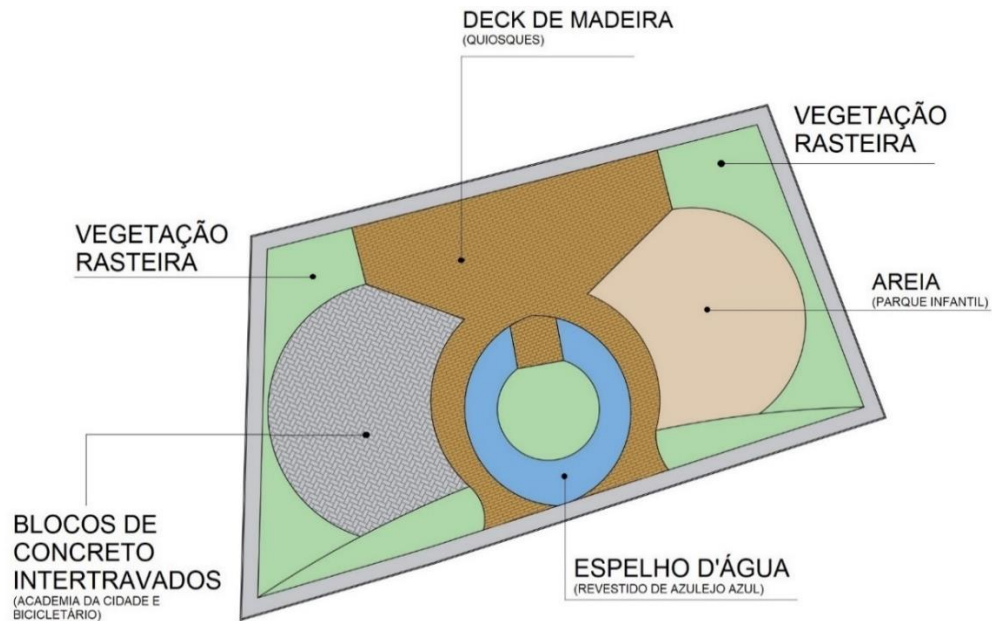 DECK DE MADEIRA
(QUIOSQUES)
VEGETAÇÃO
RASTEIRA
VEGETAÇÃO
RASTEIRA
AREIA
(PARQUE INFANTIL)
BLOCOS DE
CONCRETO
INTERTRAVADOS
(ACADEMIA DA CIDADE E
BICICLETÁRIO)
ESPELHO D'ÁGUA
(REVESTIDO DE AZULEJO AZUL)